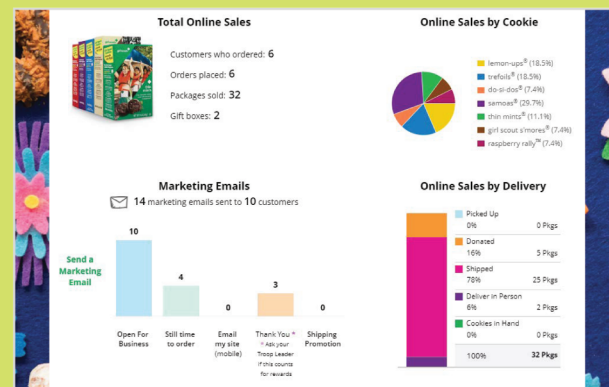 Total Online Sales
Customers who ordered: 6
Orders placed: 6
Packages sold: 32
Gift boxes: 2
Online Sales by Cookie
lemon-ups® (18.5%)
trefoils® (18.5%)
do-si-dos® (7.4%)
samoas® (29.7%)
thin mints® (11.1%)
girl scout s'mores® (7.4%)
raspberry rally™ (7.4%)
Marketing Emails
14 marketing emails sent to 10 customers
Send a
Marketing
Email
10
4
0
3
0
Open For
Business
Still time
to order
Email
my site
(mobile)
Thank You *
* Ask your
Troop Leader
if this counts
for rewards
Shipping
Promotion
Online Sales by Delivery
Picked Up
0% 0 Pkgs
Donated
16% 5 Pkgs
Shipped
78% 25 Pkgs
Deliver in Person
6% 2 Pkgs
Cookies in Hand
0% 0 Pkgs
100% 32 Pkgs